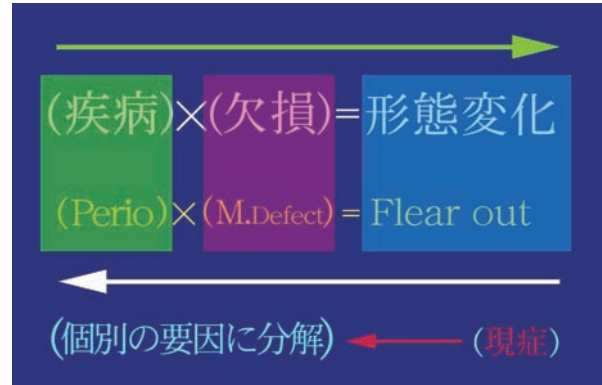 (疾病)×(欠損)=形態変化
(Perio)×(M.Defect)=Flear out
(個別の要因に分解) (現症)